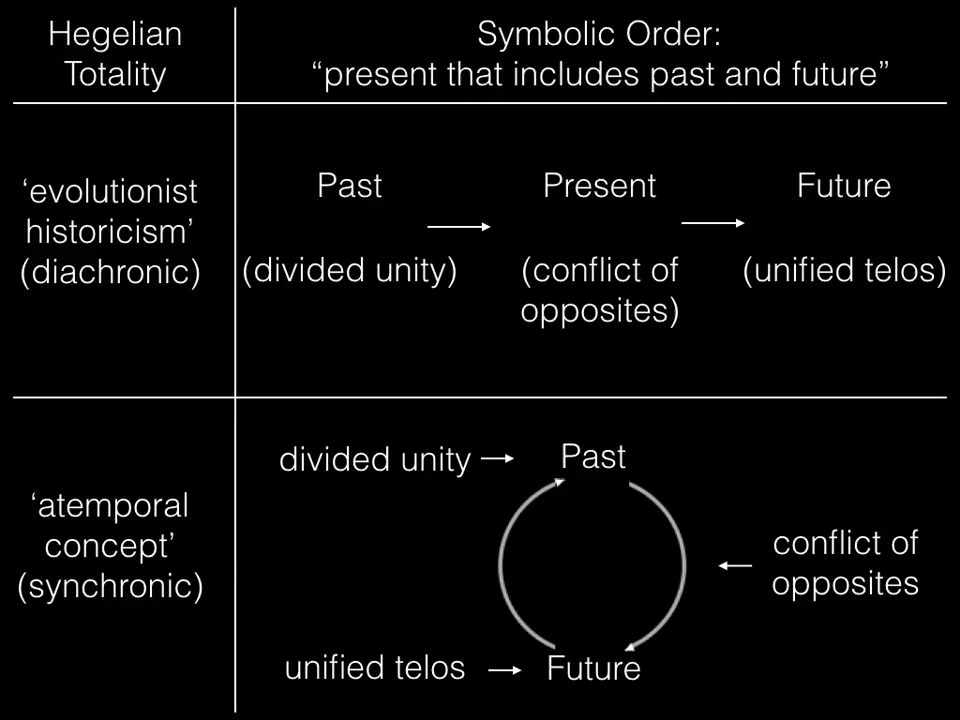 Hegelian
Totality
Symbolic Order:
“present that includes past and future”
‘evolutionist
historicism’
(diachronic)
Past
Present
Future
(divided unity)
(conflict of
opposites)
(unified telos)
‘atemporal
concept’
(synchronic)
divided unity
Past
conflict of
opposites
unified telos
Future